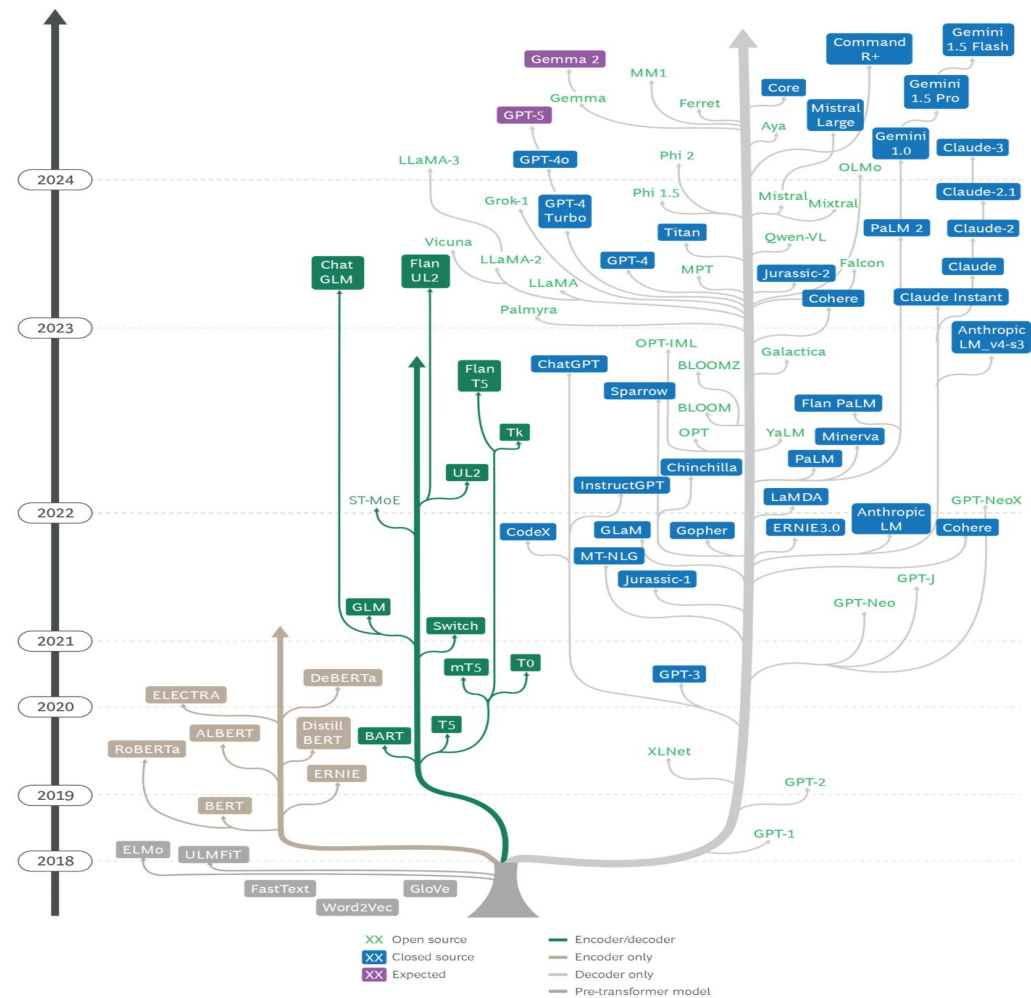 Gemini
1.5 Flash
Command
R+
Gemma 2
MM1
Gemini
1.5 Pro
Core
Gemma
Ferret
Mistral
Large
GPT-5
Aya
Gemini
1.0
Claude-3
LLaMA-3
GPT-4o
Phi 2
OLMo
2024
Claude-2.1
Phi 1.5
Mistral
Mixtral
Grok-1
GPT-4
Turbo
PaLM 2
Claude-2
Titan
Qwen-VL
Vicuna
Chat
GLM
Flan
UL2
LLaMA-2
GPT-4
MPT
Jurassic-2
Falcon
Claude
LLaMA
Cohere
Claude Instant
Palmyra
2023
Anthropic
LM_v4-s3
OPT-IML
Galactica
ChatGPT
BLOOMZ
Flan
T5
Sparrow
BLOOM
Flan PaLM
Tk
OPT
YaLM
Minerva
PaLM
UL2
Chinchilla
InstructGPT
ST-MoE
LaMDA
GPT-NeoX
2022
CodeX
GLaM
Gopher
ERNIE3.0
Anthropic
LM
Cohere
MT-NLG
Jurassic-1
GPT-J
GLM
GPT-Neo
Switch
2021
mT5
T0
DeBERTa
GPT-3
ELECTRA
2020
ALBERT
Distill
BERT
BART
T5
RoBERTa
XLNet
ERNIE
GPT-2
2019
BERT
GPT-1
ELMo
ULMFiT
2018
FastText
GloVe
Word2Vec
XX Open source
XX Closed source
XX Expected
Encoder/decoder
Encoder only
Decoder only
Pre-transformer model